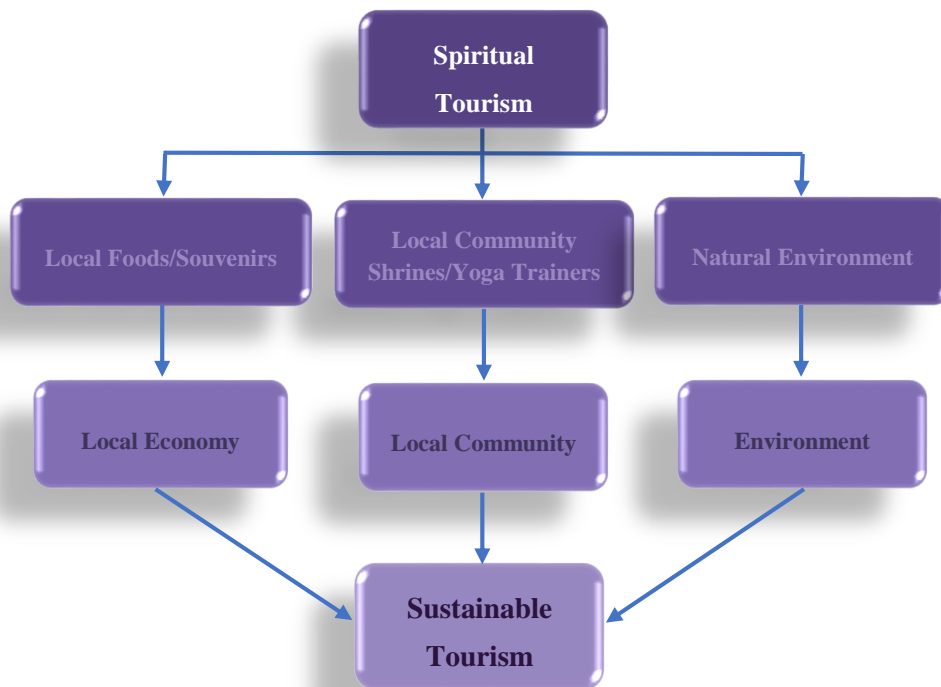 Spiritual
Tourism
Local Foods/Souvenirs
Local Community
Shrines/Yoga Trainers
Natural Environment
Local Economy
Local Community
Environment
Sustainable
Tourism